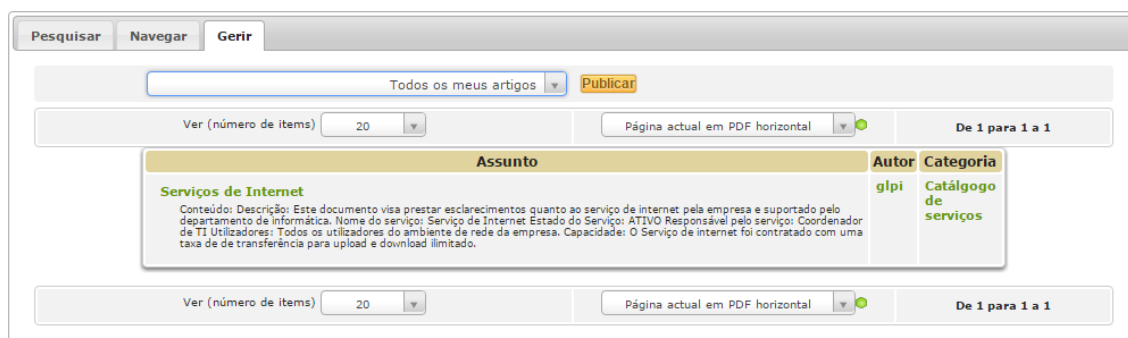 Pesquisar Navegar Gerir
Todos os meus artigos Publicar
Ver (número de items) 20 Página actual em PDF horizontal De 1 para 1 a 1
Assunto Autor Categoria
Serviços de Internet glpi Catálgogo
de
serviços
Conteúdo: Descrição: Este documento visa prestar esclarecimentos quanto ao serviço de internet pela empresa e suportado pelo
departamento de informática. Nome do serviço: Serviço de Internet Estado do Serviço: ATIVO Responsável pelo serviço: Coordenador
de TI Utilizadores: Todos os utilizadores do ambiente de rede da empresa. Capacidade: O Serviço de internet foi contratado com uma
taxa de de transferência para upload e download ilimitado.
Ver (número de items) 20 Página actual em PDF horizontal De 1 para 1 a 1